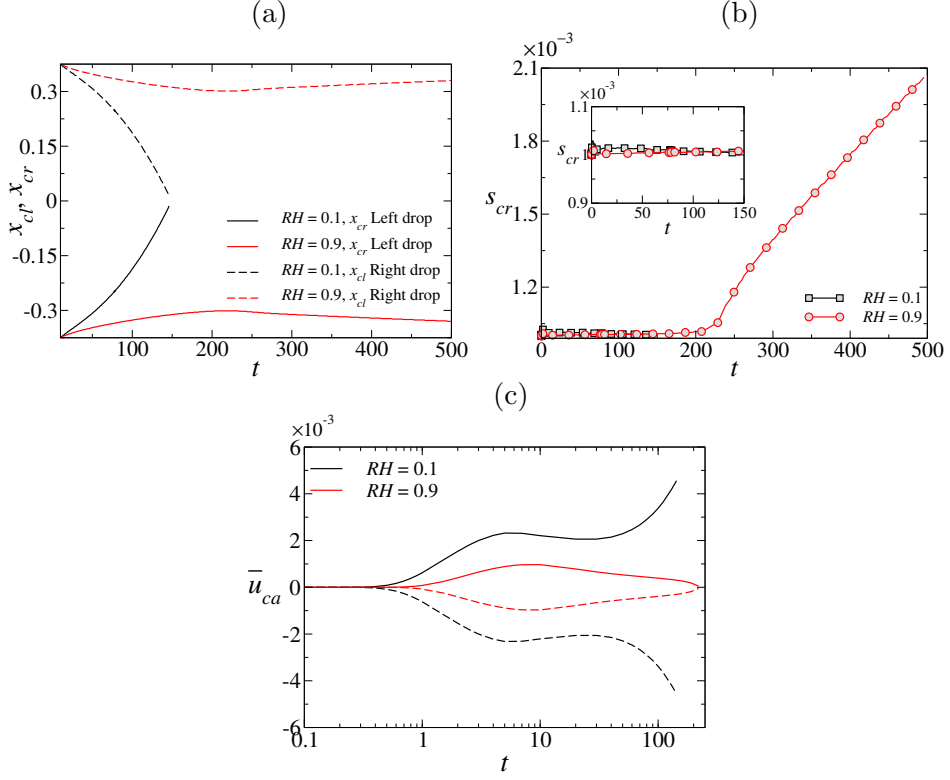 (a)
x_cl, x_cr
0.3
0.15
0
-0.15
-0.3
RH = 0.1, x_cr Left drop
RH = 0.9, x_cr Left drop
RH = 0.1, x_cl Right drop
RH = 0.9, x_cl Right drop
100 200 300 400 500
t
(b)
×10^-3
s_cr
2.1
1.8
1.5
1.2
×10^-3
1.1
s_cr 1
0.9
0 50 100 150
t
RH = 0.1
RH = 0.9
0 100 200 300 400 500
t
(c)
×10^-3
6
4
2
0
-2
-4
-6
u̅_ca
RH = 0.1
RH = 0.9
0.1 1 10 100
t